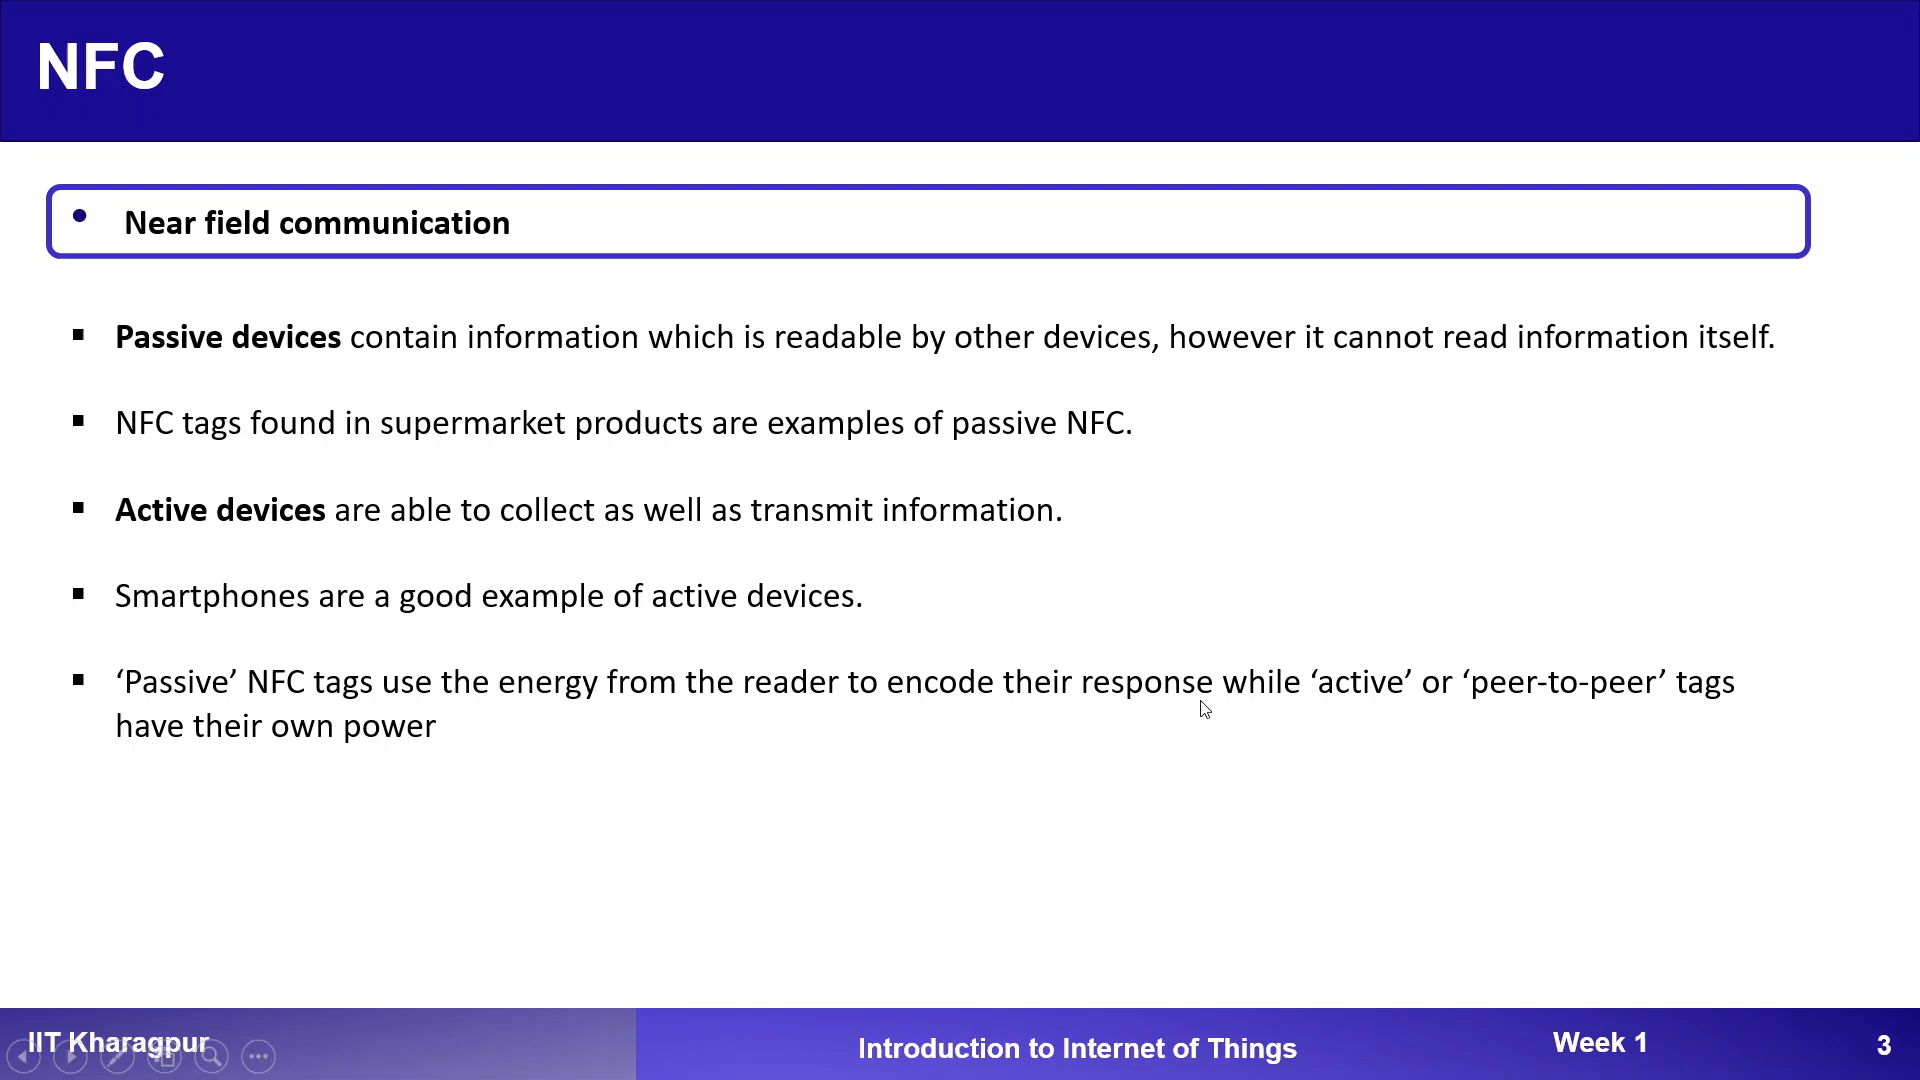 NFC
• Near field communication
▪ Passive devices contain information which is readable by other devices, however it cannot read information itself.
▪ NFC tags found in supermarket products are examples of passive NFC.
▪ Active devices are able to collect as well as transmit information.
▪ Smartphones are a good example of active devices.
▪ ‘Passive’ NFC tags use the energy from the reader to encode their response while ‘active’ or ‘peer-to-peer’ tags
have their own power
IIT Kharagpur
Introduction to Internet of Things
Week 1
3